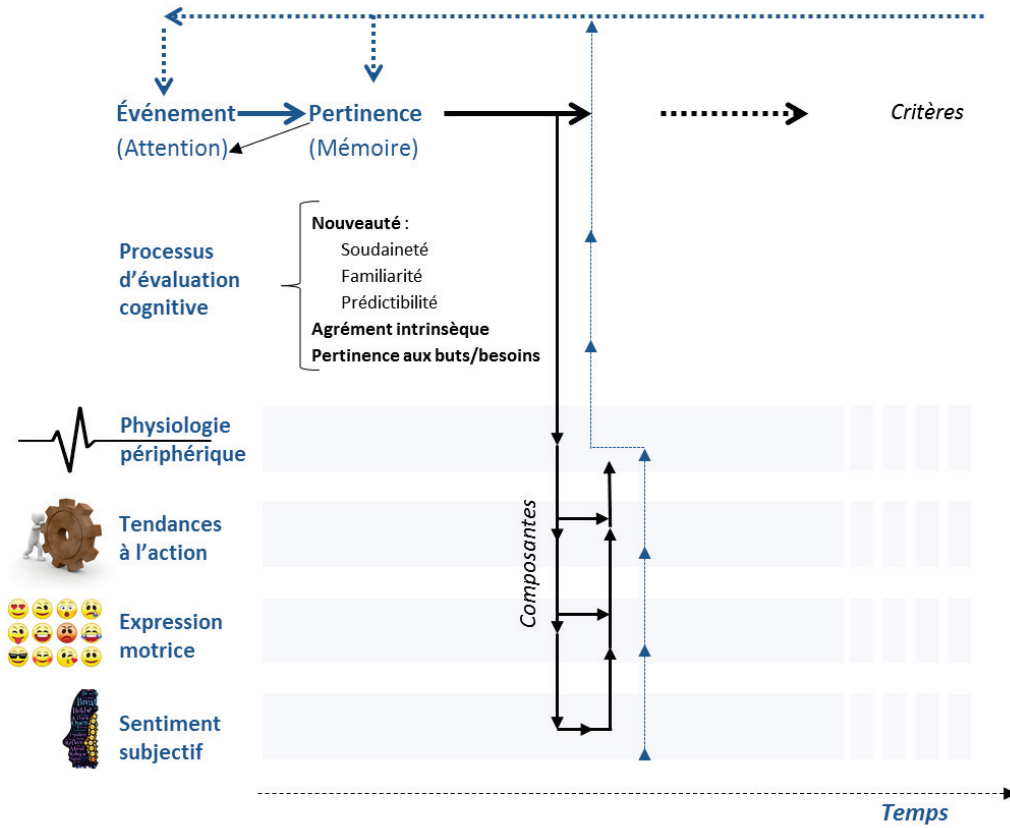 Événement
Pertinence
Critères
(Attention)
(Mémoire)
Nouveauté :
Soudaineté
Familiarité
Prédictibilité
Agrément intrinsèque
Pertinence aux buts/besoins
Processus
d’évaluation
cognitive
Physiologie
périphérique
Tendances
à l’action
Composantes
Expression
motrice
Sentiment
subjectif
Temps